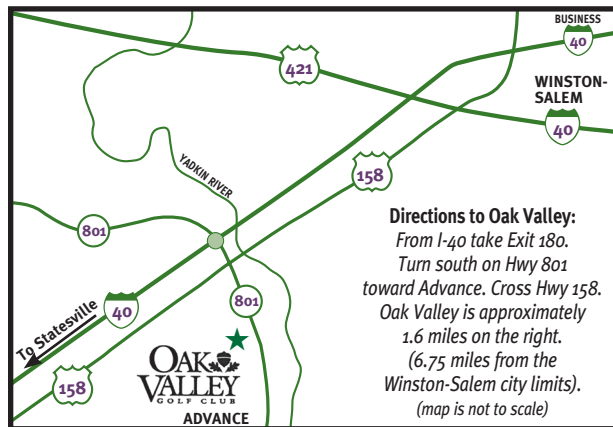 BUSINESS
40
421
WINSTON-
SALEM
40
158
YADKIN RIVER
801
Directions to Oak Valley:
From I-40 take Exit 180.
Turn south on Hwy 801
toward Advance. Cross Hwy 158.
Oak Valley is approximately
1.6 miles on the right.
(6.75 miles from the
Winston-Salem city limits).
(map is not to scale)
801
40
To Statesville
OAK
VALLEY
GOLF CLUB
158
ADVANCE